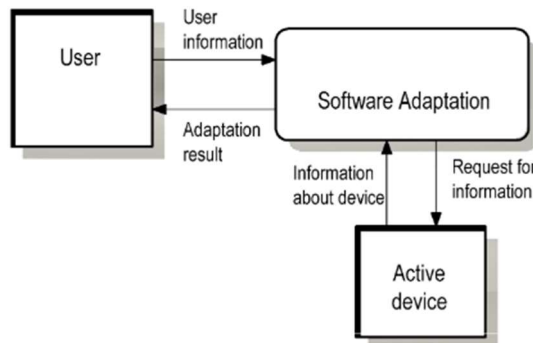 User
User
information
Software Adaptation
Adaptation
result
Information
about device
Request for
information
Active
device